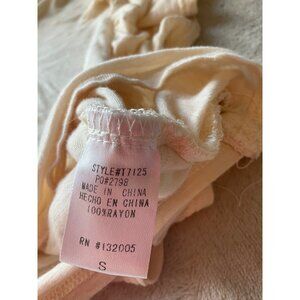 STYLE#T7125
PO#2798
MADE IN CHINA
HECHO EN CHINA
100%RAYON
RN #132005
S